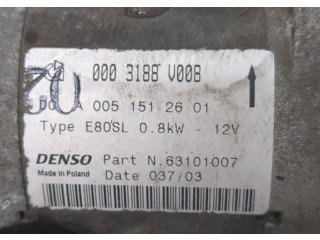 000 3188 V008
A 005 151 26 01
Type E80SL 0.8kW - 12V
DENSO Part N.63101007
Made in Poland Date 037/03